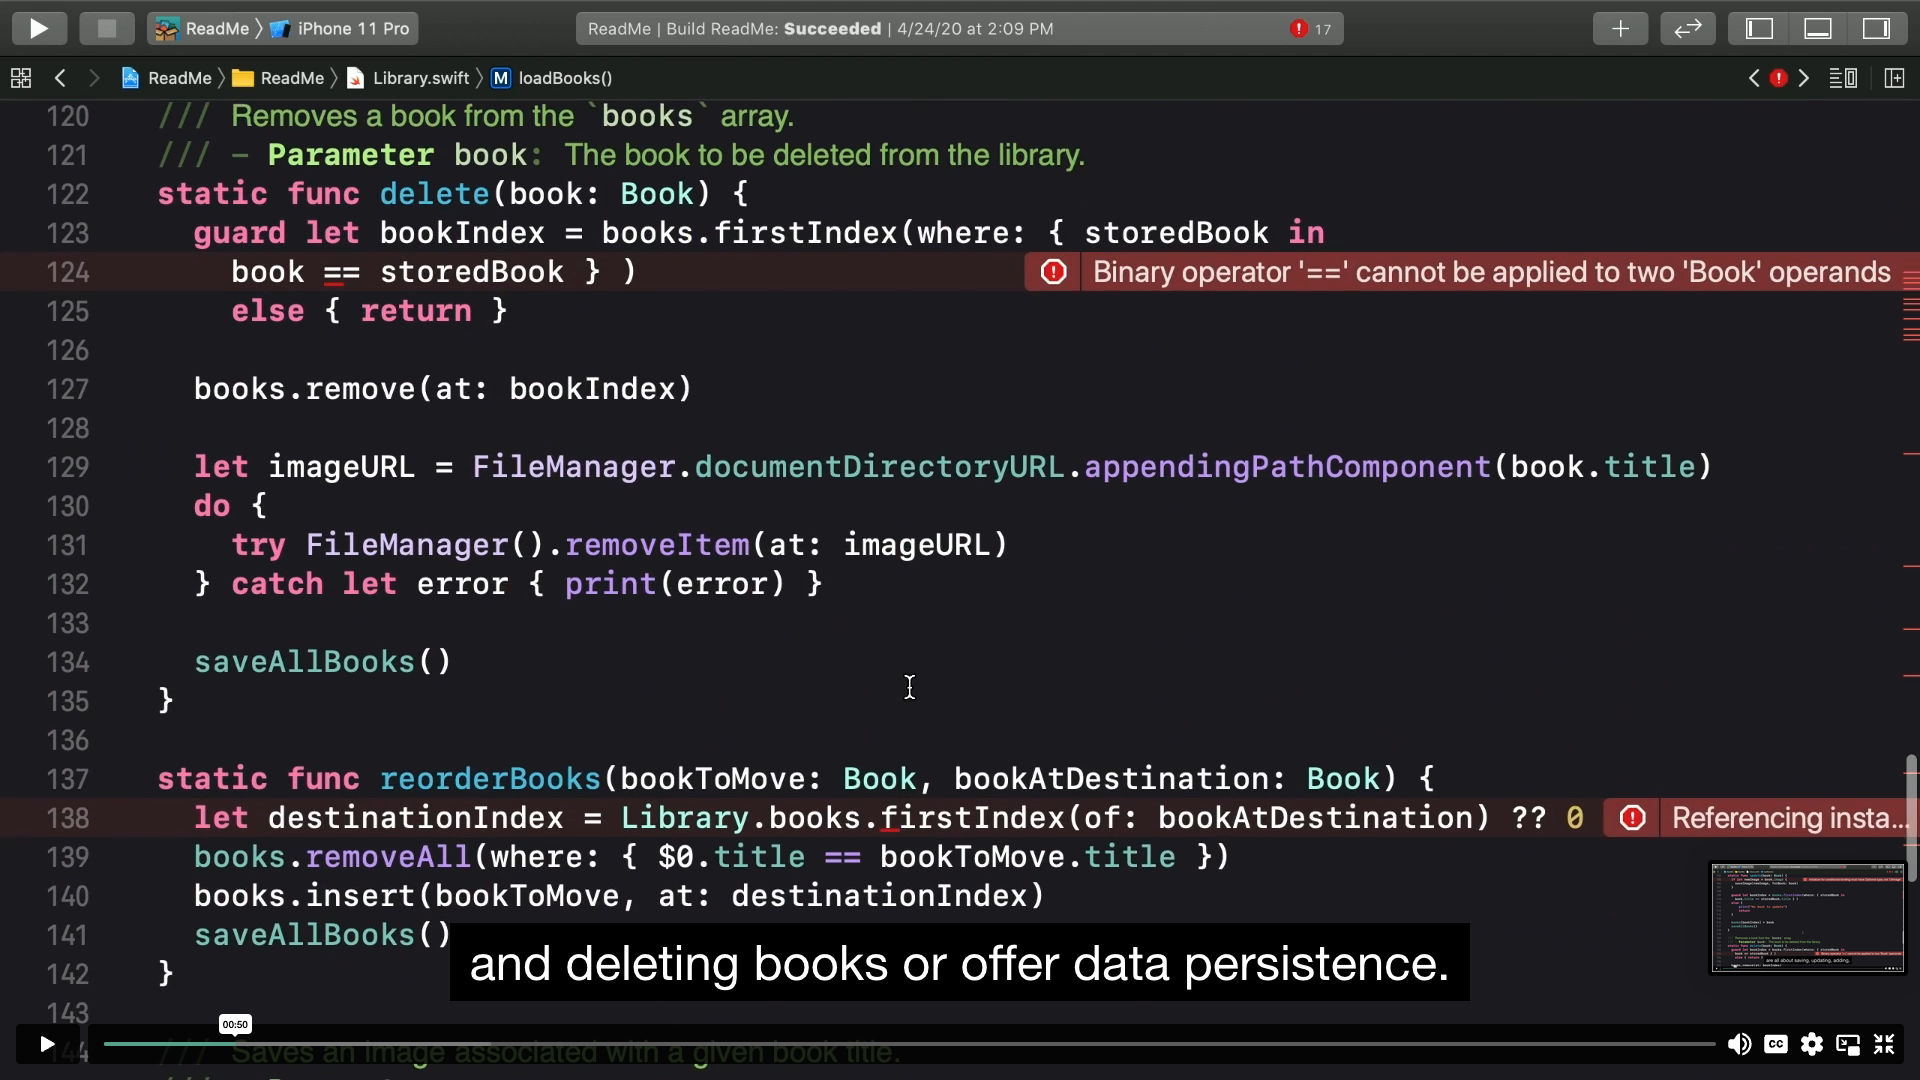 ReadMe 〉 iPhone 11 Pro
ReadMe | Build ReadMe: Succeeded | 4/24/20 at 2:09 PM
17
ReadMe 〉 ReadMe 〉 Library.swift 〉 M loadBooks()
120 /// Removes a book from the `books` array.
121 /// - Parameter book: The book to be deleted from the library.
122 static func delete(book: Book) {
123 guard let bookIndex = books.firstIndex(where: { storedBook in
124 book == storedBook } ) Binary operator '==' cannot be applied to two 'Book' operands
125 else { return }
126
127 books.remove(at: bookIndex)
128
129 let imageURL = FileManager.documentDirectoryURL.appendingPathComponent(book.title)
130 do {
131 try FileManager().removeItem(at: imageURL)
132 } catch let error { print(error) }
133
134 saveAllBooks()
135 }
136
137 static func reorderBooks(bookToMove: Book, bookAtDestination: Book) {
138 let destinationIndex = Library.books.firstIndex(of: bookAtDestination) ?? 0 Referencing insta...
139 books.removeAll(where: { $0.title == bookToMove.title })
140 books.insert(bookToMove, at: destinationIndex)
141 saveAllBooks()
and deleting books or offer data persistence.
142 }
143
00:50
144 /// Saves an image associated with a given book title.
CC